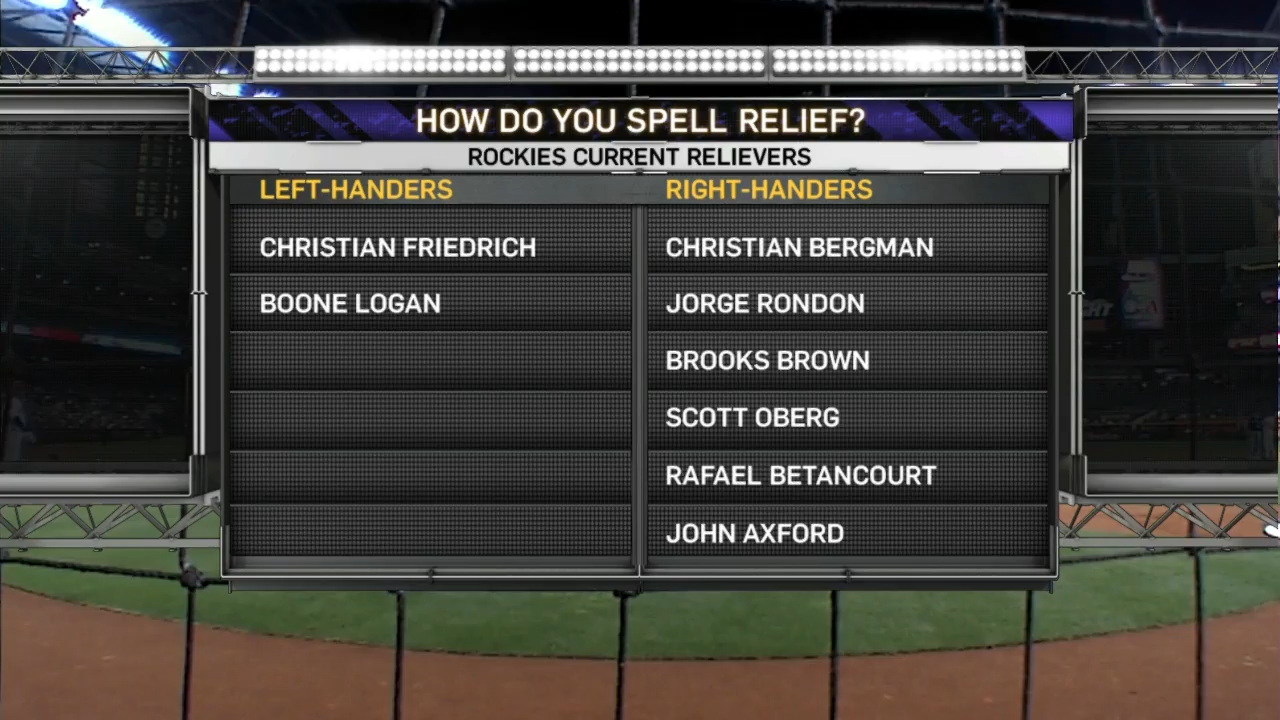 HOW DO YOU SPELL RELIEF?
ROCKIES CURRENT RELIEVERS
LEFT-HANDERS RIGHT-HANDERS
CHRISTIAN FRIEDRICH CHRISTIAN BERGMAN
BOONE LOGAN JORGE RONDON
BROOKS BROWN
SCOTT OBERG
RAFAEL BETANCOURT
JOHN AXFORD